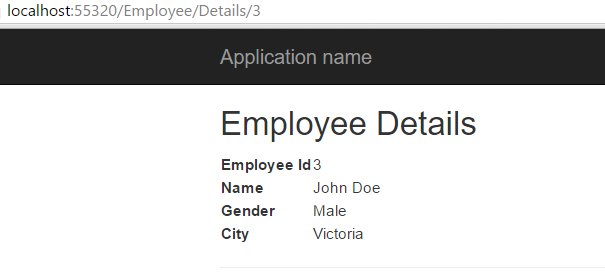 localhost:55320/Employee/Details/3
Application name
Employee Details
Employee Id 3
Name John Doe
Gender Male
City Victoria